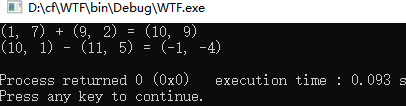 D:\cf\WTF\bin\Debug\WTF.exe
(1, 7) + (9, 2) = (10, 9)
(10, 1) - (11, 5) = (-1, -4)
Process returned 0 (0x0)   execution time : 0.093 s
Press any key to continue.